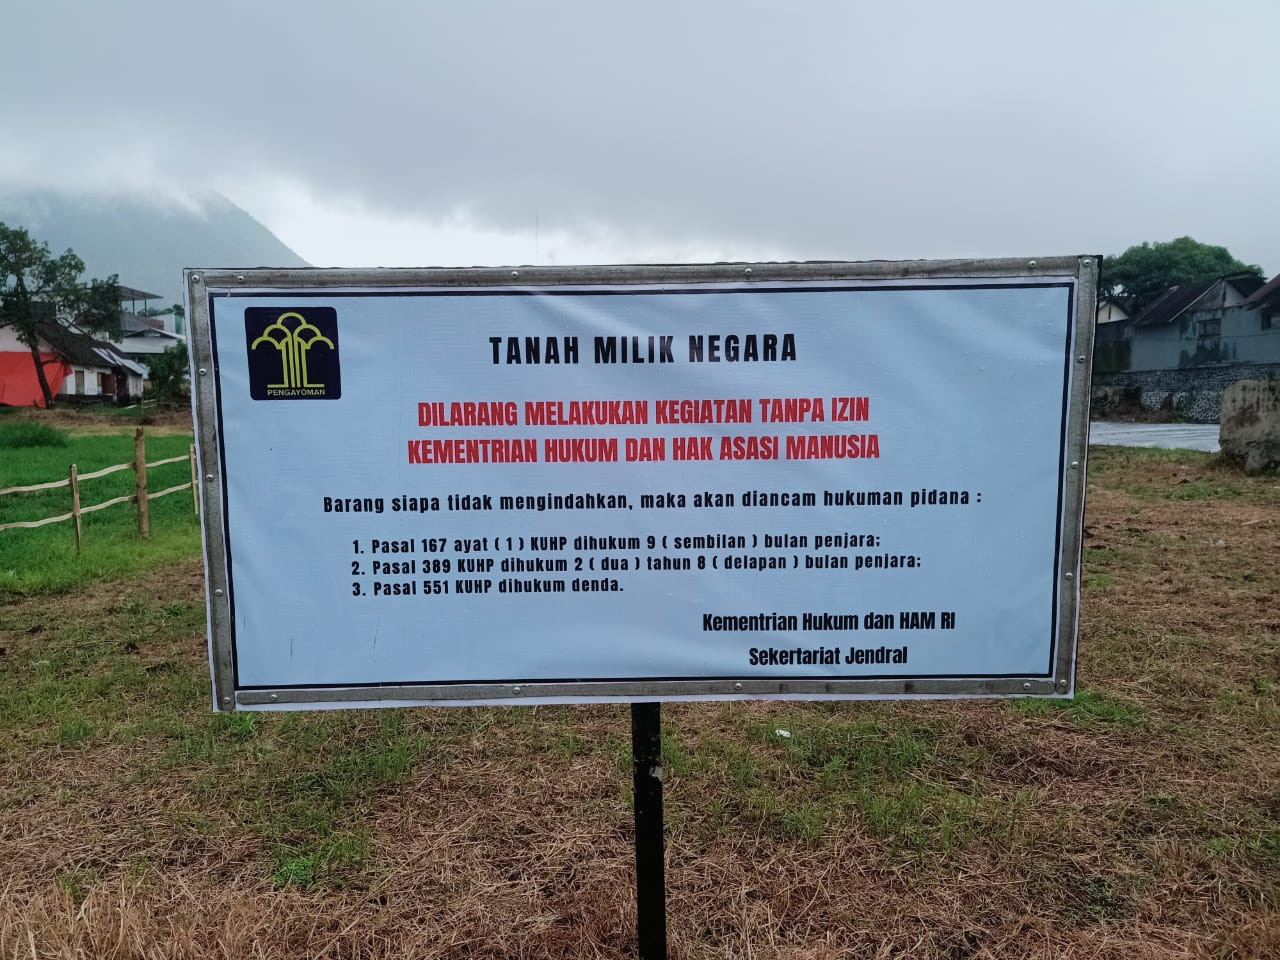 PENGAYOMAN
TANAH MILIK NEGARA
DILARANG MELAKUKAN KEGIATAN TANPA IZIN
KEMENTRIAN HUKUM DAN HAK ASASI MANUSIA
Barang siapa tidak mengindahkan, maka akan diancam hukuman pidana :
1. Pasal 167 ayat ( 1 ) KUHP dihukum 9 ( sembilan ) bulan penjara;
2. Pasal 389 KUHP dihukum 2 ( dua ) tahun 8 ( delapan ) bulan penjara;
3. Pasal 551 KUHP dihukum denda.
Kementrian Hukum dan HAM RI
Sekertariat Jendral